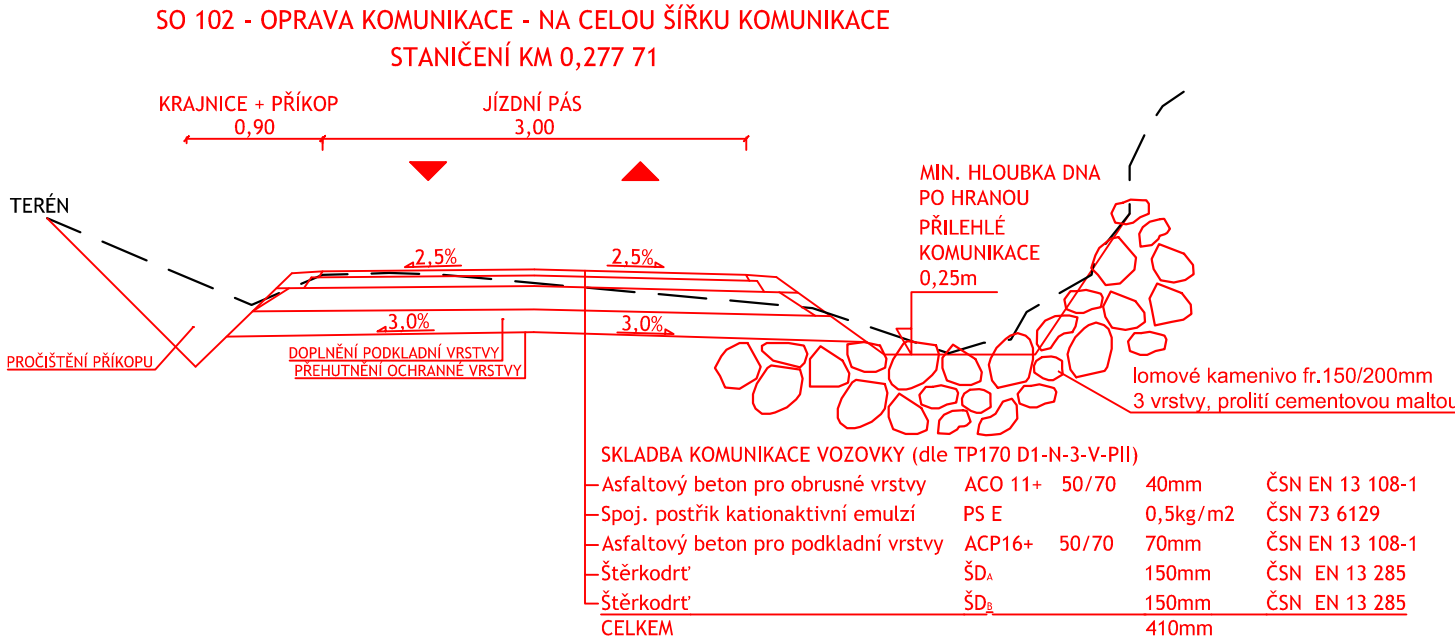 SO 102 - OPRAVA KOMUNIKACE - NA CELOU ŠÍŘKU KOMUNIKACE
STANIČENÍ KM 0,277 71
KRAJNICE + PŘÍKOP
0,90
JÍZDNÍ PÁS
3,00
MIN. HLOUBKA DNA
PO HRANOU
PŘILEHLÉ
KOMUNIKACE
0,25m
TERÉN
2,5%
2,5%
3,0%
3,0%
PROČIŠTĚNÍ PŘÍKOPU
DOPLNĚNÍ PODKLADNÍ VRSTVY
PŘEHUTNĚNÍ OCHRANNÉ VRSTVY
lomové kamenivo fr.150/200mm
3 vrstvy, prolití cementovou maltou
SKLADBA KOMUNIKACE VOZOVKY (dle TP170 D1-N-3-V-PII)
Asfaltový beton pro obrusné vrstvy ACO 11+ 50/70 40mm ČSN EN 13 108-1
Spoj. postřik kationaktivní emulzí PS E 0,5kg/m2 ČSN 73 6129
Asfaltový beton pro podkladní vrstvy ACP16+ 50/70 70mm ČSN EN 13 108-1
Štěrkodrť ŠDA 150mm ČSN EN 13 285
Štěrkodrť ŠDB 150mm ČSN EN 13 285
CELKEM 410mm